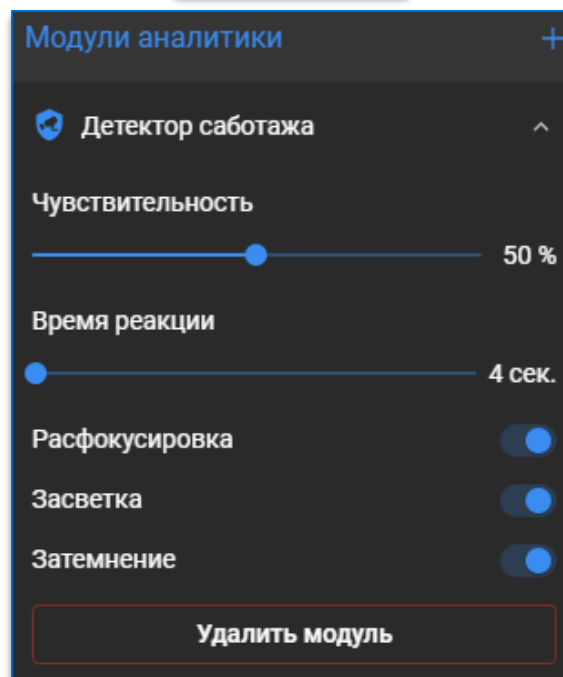 Модули аналитики +
Детектор саботажа
Чувствительность
50 %
Время реакции
4 сек.
Расфокусировка
Засветка
Затемнение
Удалить модуль